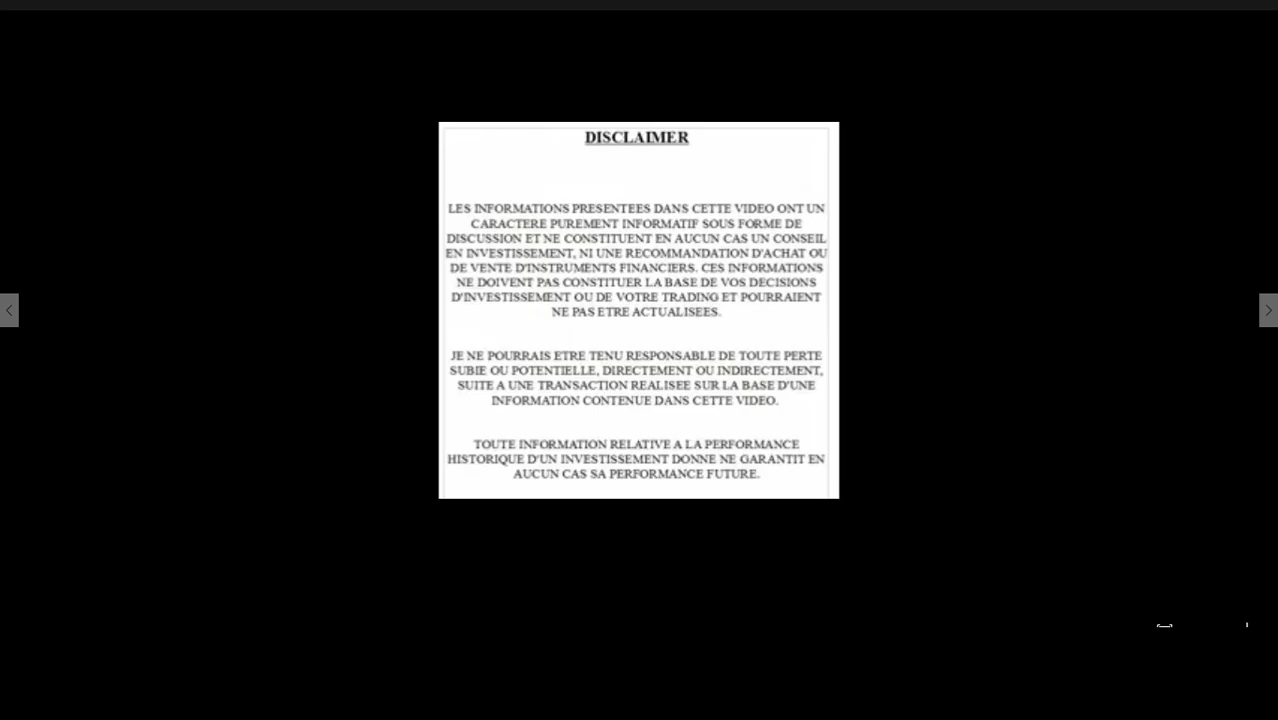 DISCLAIMER
LES INFORMATIONS PRESENTEES DANS CETTE VIDEO ONT UN
CARACTERE PUREMENT INFORMATIF SOUS FORME DE
DISCUSSION ET NE CONSTITUENT EN AUCUN CAS UN CONSEIL
EN INVESTISSEMENT, NI UNE RECOMMANDATION D'ACHAT OU
DE VENTE D'INSTRUMENTS FINANCIERS. CES INFORMATIONS
NE DOIVENT PAS CONSTITUER LA BASE DE VOS DECISIONS
D'INVESTISSEMENT OU DE VOTRE TRADING ET POURRAIENT
NE PAS ETRE ACTUALISEES.
JE NE POURRAIS ETRE TENU RESPONSABLE DE TOUTE PERTE
SUBIE OU POTENTIELLE, DIRECTEMENT OU INDIRECTEMENT,
SUITE A UNE TRANSACTION REALISEE SUR LA BASE D'UNE
INFORMATION CONTENUE DANS CETTE VIDEO.
TOUTE INFORMATION RELATIVE A LA PERFORMANCE
HISTORIQUE D'UN INVESTISSEMENT DONNE NE GARANTIT EN
AUCUN CAS SA PERFORMANCE FUTURE.